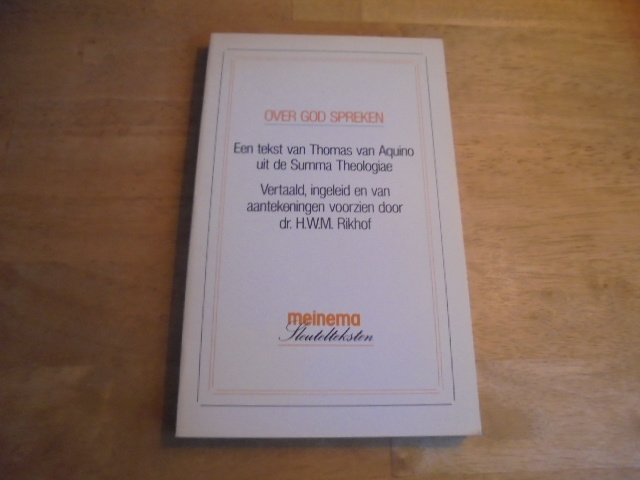 OVER GOD SPREKEN
Een tekst van Thomas van Aquino
uit de Summa Theologiae
Vertaald, ingeleid en van
aantekeningen voorzien door
dr. H.W.M. Rikhof
meinema
Sleutelteksten